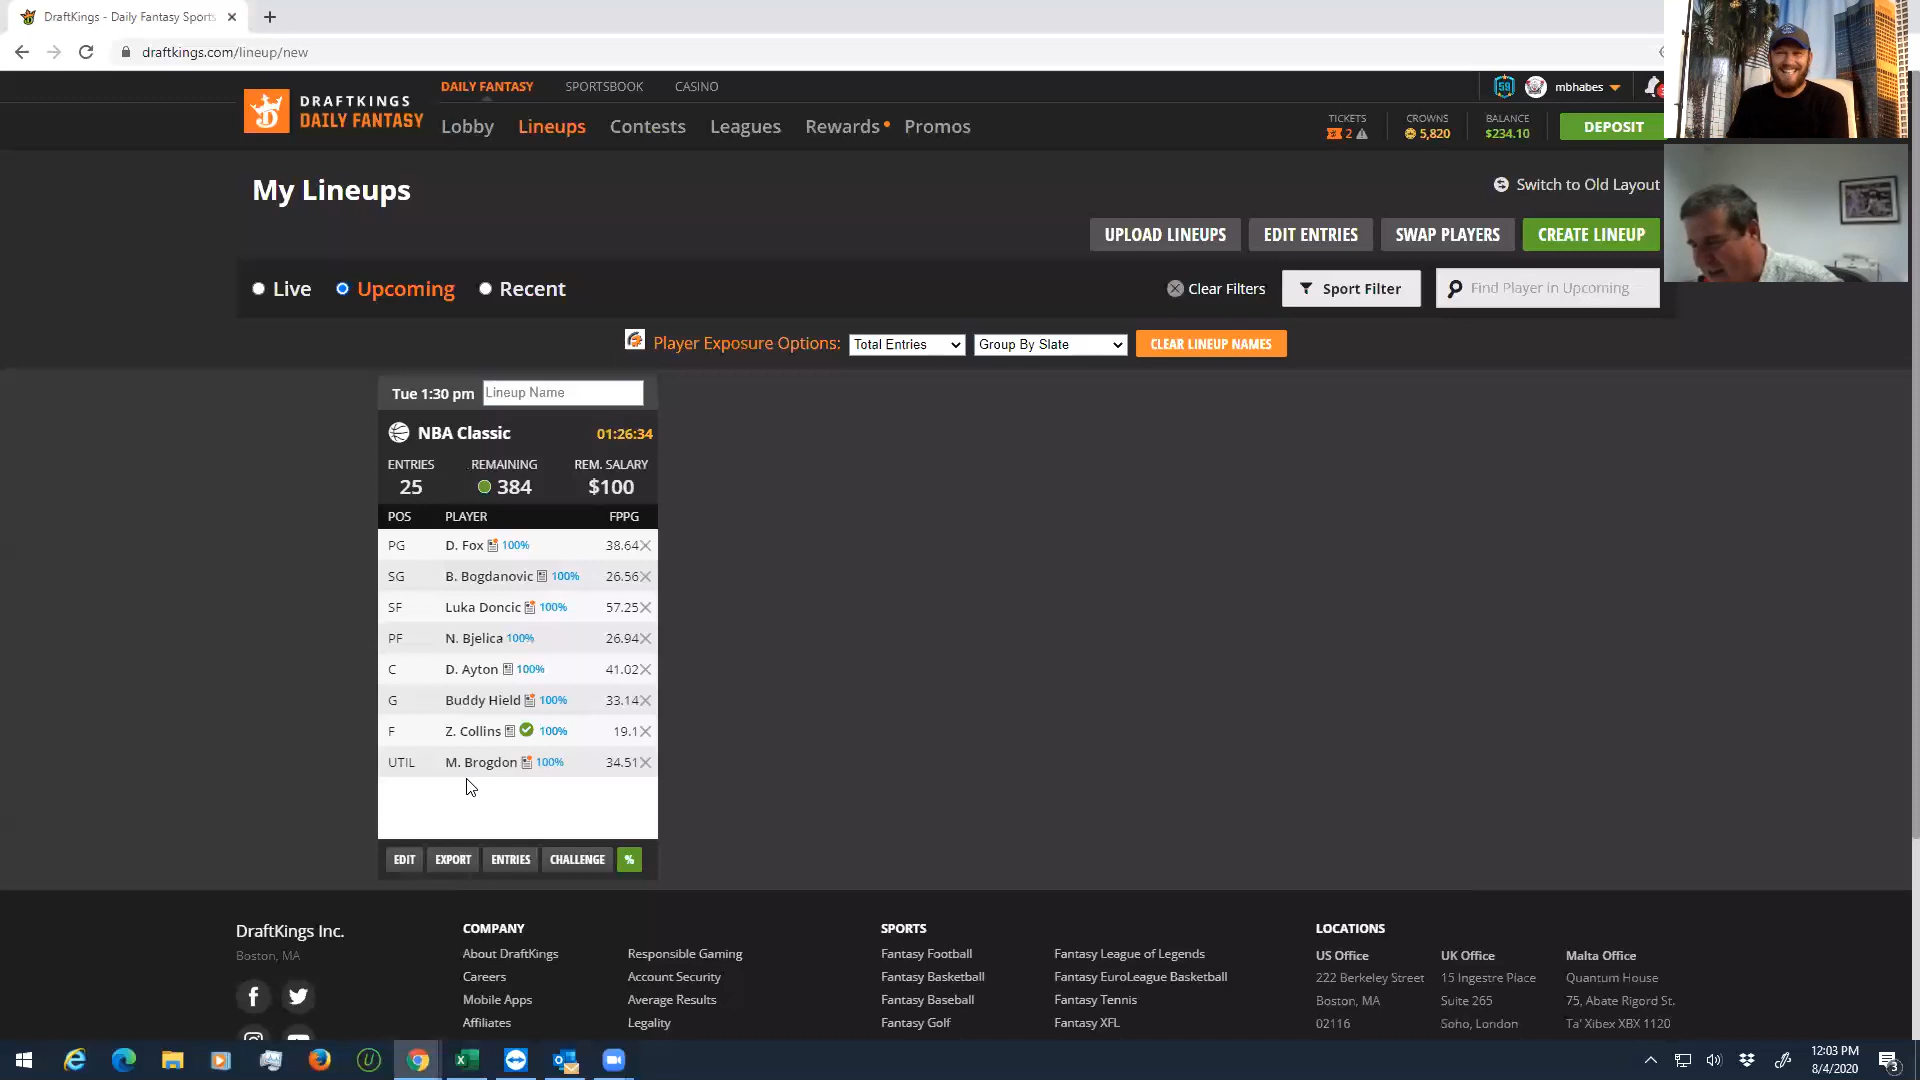 DraftKings - Daily Fantasy Sports
draftkings.com/lineup/new
DAILY FANTASY SPORTSBOOK CASINO
59 mbhabes
DRAFTKINGS
DAILY FANTASY
Lobby Lineups Contests Leagues Rewards Promos
TICKETS CROWNS BALANCE
2 5,820 $234.10
DEPOSIT
My Lineups
Switch to Old Layout
UPLOAD LINEUPS EDIT ENTRIES SWAP PLAYERS CREATE LINEUP
Live Upcoming Recent
Clear Filters Sport Filter Find Player in Upcoming
Player Exposure Options: Total Entries Group By Slate CLEAR LINEUP NAMES
Tue 1:30 pm Lineup Name
NBA Classic 01:26:34
ENTRIES REMAINING REM. SALARY
25 384 $100
POS PLAYER FPPG
PG D. Fox 100% 38.64
SG B. Bogdanovic 100% 26.56
SF Luka Doncic 100% 57.25
PF N. Bjelica 100% 26.94
C D. Ayton 100% 41.02
G Buddy Hield 100% 33.14
F Z. Collins 100% 19.1
UTIL M. Brogdon 100% 34.51
EDIT EXPORT ENTRIES CHALLENGE %
DraftKings Inc.
Boston, MA
COMPANY
About DraftKings Responsible Gaming
Careers Account Security
Mobile Apps Average Results
Affiliates Legality
SPORTS
Fantasy Football Fantasy League of Legends
Fantasy Basketball Fantasy EuroLeague Basketball
Fantasy Baseball Fantasy Tennis
Fantasy Golf Fantasy XFL
LOCATIONS
US Office UK Office Malta Office
222 Berkeley Street 15 Ingestre Place Quantum House
Boston, MA Suite 265 75, Abate Rigord St.
02116 Soho, London Ta' Xibex XBX 1120
12:03 PM
8/4/2020
3